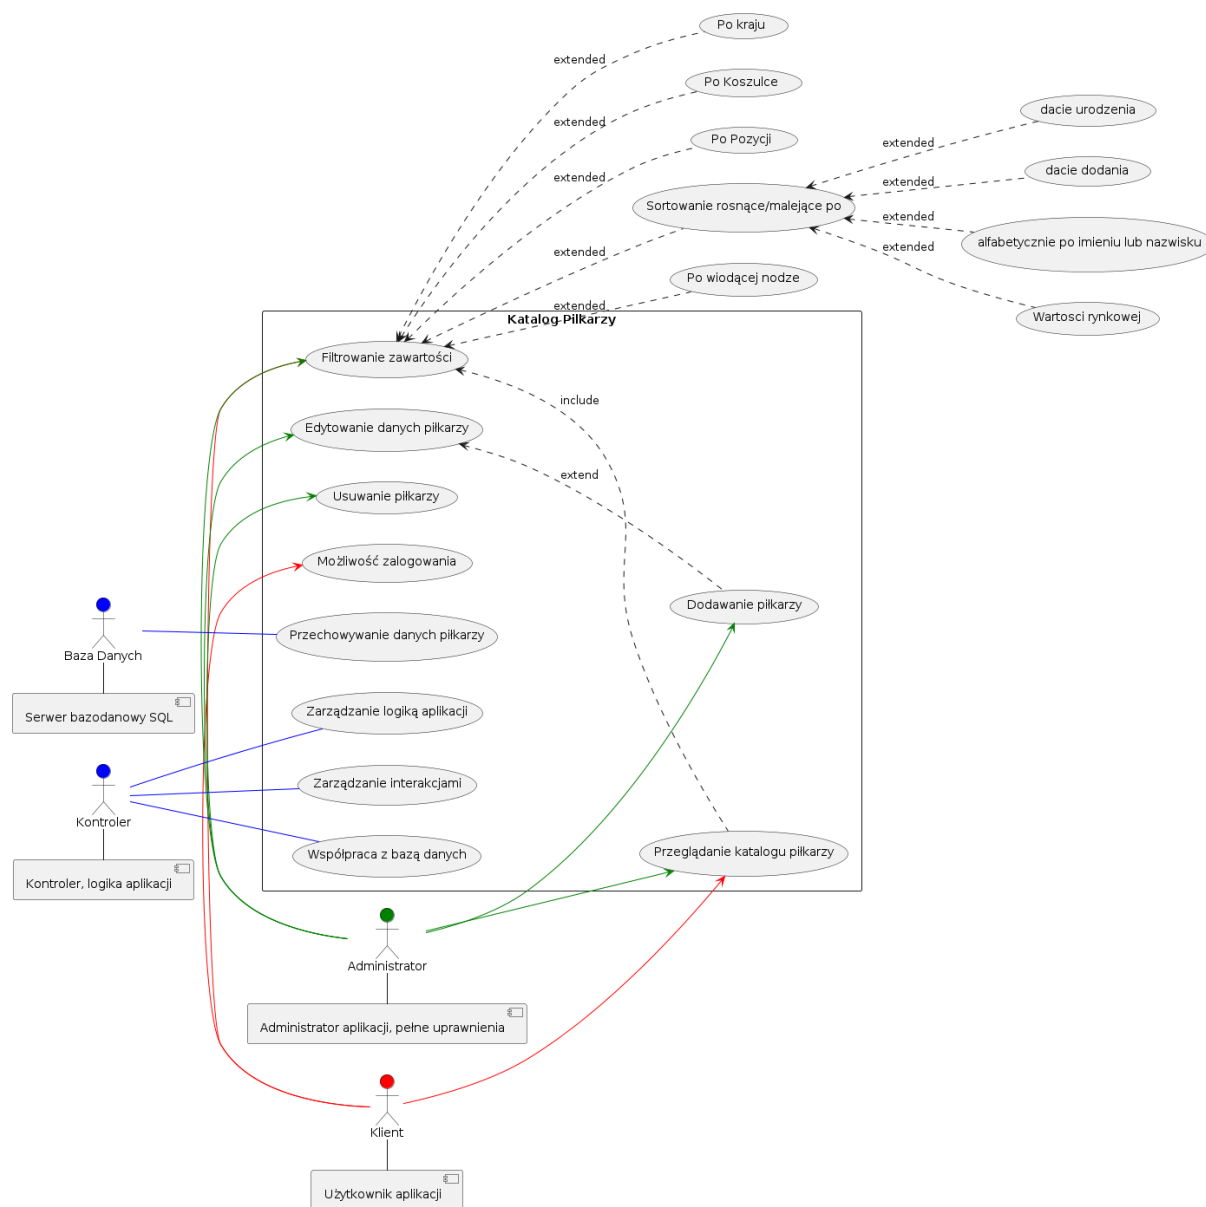 Po kraju
extended
Po Koszulce
dacie urodzenia
extended
Po Pozycji
extended
dacie dodania
extended
extended
Sortowanie rosnące/malejące po
extended
alfabetycznie po imieniu lub nazwisku
extended
extended
Po wiodącej nodze
extended
Wartosci rynkowej
Katalog Piłkarzy
Filtrowanie zawartości
include
Edytowanie danych piłkarzy
extend
Usuwanie piłkarzy
Możliwość zalogowania
Dodawanie piłkarzy
Przechowywanie danych piłkarzy
Baza Danych
Serwer bazodanowy SQL
Zarządzanie logiką aplikacji
Zarządzanie interakcjami
Kontroler
Współpraca z bazą danych
Przeglądanie katalogu piłkarzy
Kontroler, logika aplikacji
Administrator
Administrator aplikacji, pełne uprawnienia
Klient
Użytkownik aplikacji